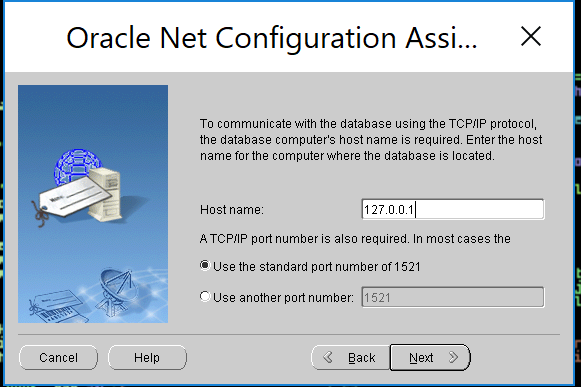 Oracle Net Configuration Assi...
To communicate with the database using the TCP/IP protocol,
the database computer's host name is required. Enter the host
name for the computer where the database is located.
Host name: 127.0.0.1
A TCP/IP port number is also required. In most cases the
Use the standard port number of 1521
Use another port number: 1521
Cancel Help Back Next